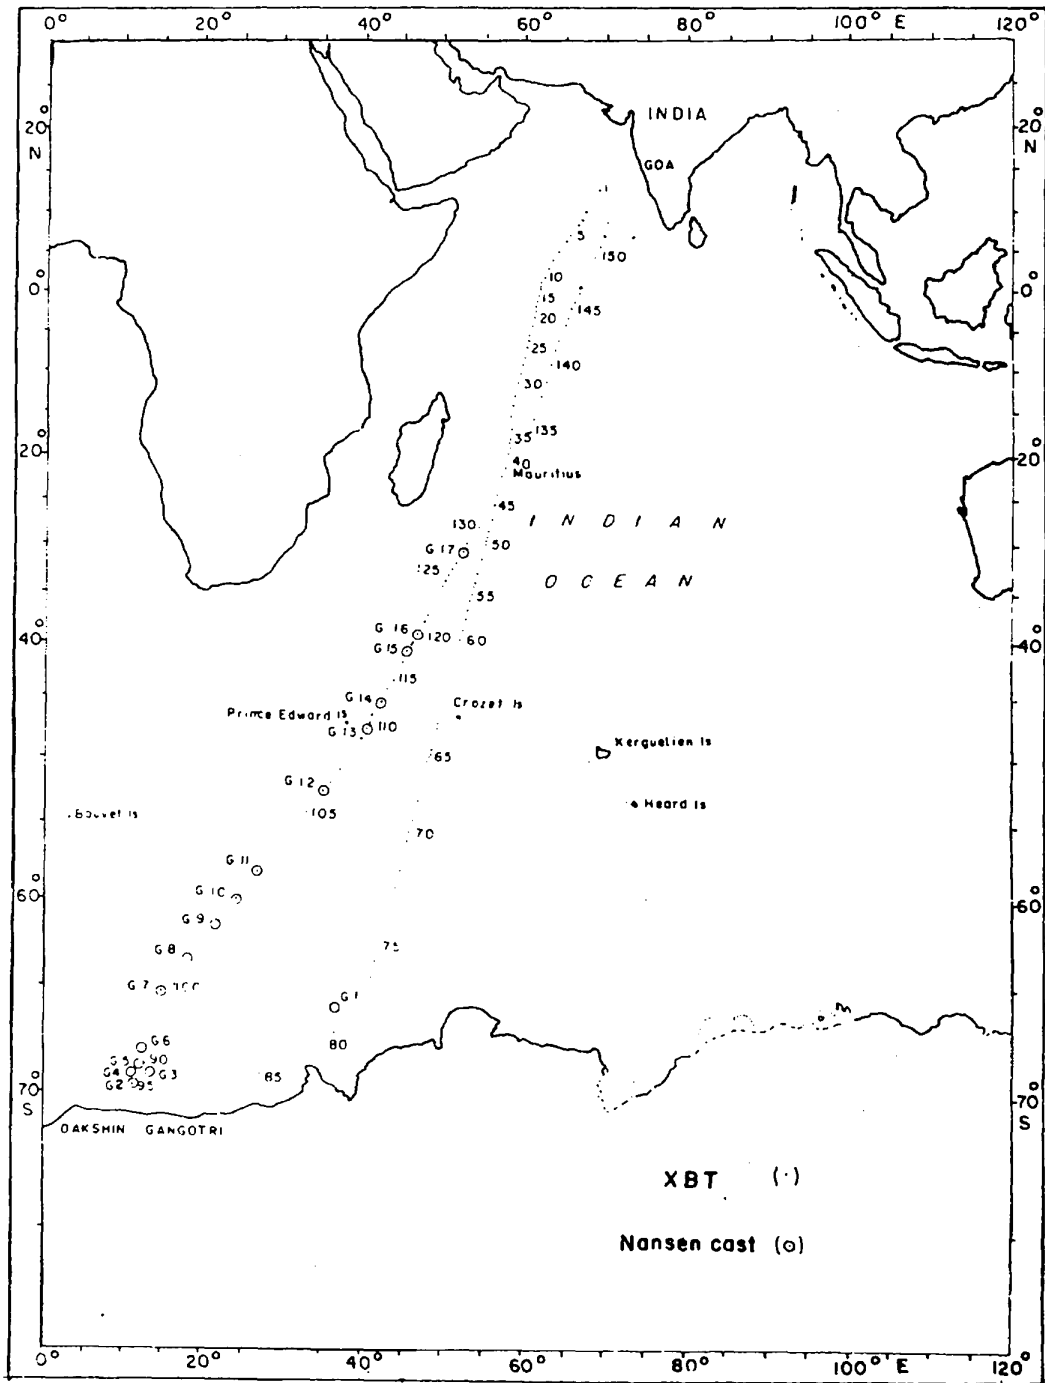 0° 20° 40° 60° 80° 100° E 120°
20° N
INDIA
20° N
GOA
1
5
150
10
0°
0°
15
145
20
25
140
30
135
35
20°
40
20°
Mauritius
45
130
INDIAN
G 17
50
125
OCEAN
55
G 16
120
60
40°
40°
G 15
115
G 14
Crozet Is
Prince Edward Is
G 13
110
Kerguelien Is
65
G 12
Heard Is
105
Bouvet Is
70
G 11
60°
G 10
60°
G 9
75
G 8
G 7
100
G 1
80
G 6
G 5
90
G 4
G 3
85
G 2
95
70° S
70° S
DAKSHIN GANGOTRI
XBT (·)
Nansen cast (⊙)
0° 20° 40° 60° 80° 100° E 120°